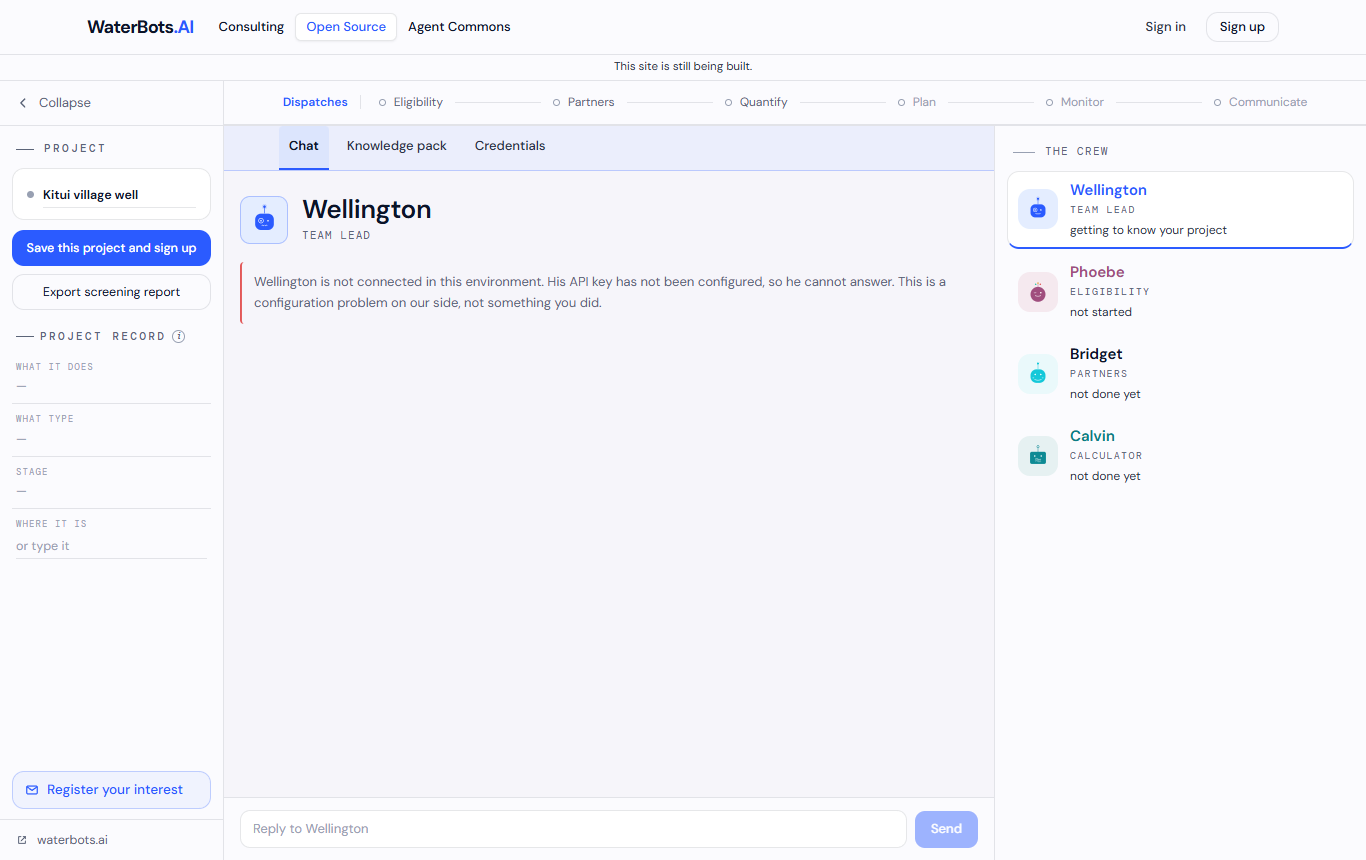 WaterBots.AI
Consulting
Open Source
Agent Commons
Sign in
Sign up
This site is still being built.
Collapse
Dispatches
Eligibility
Partners
Quantify
Plan
Monitor
Communicate
PROJECT
Kitui village well
Save this project and sign up
Export screening report
PROJECT RECORD i
WHAT IT DOES
—
WHAT TYPE
—
STAGE
—
WHERE IT IS
or type it
Register your interest
waterbots.ai
Chat
Knowledge pack
Credentials
Wellington
TEAM LEAD
Wellington is not connected in this environment. His API key has not been configured, so he cannot answer. This is a
configuration problem on our side, not something you did.
Reply to Wellington
Send
THE CREW
Wellington
TEAM LEAD
getting to know your project
Phoebe
ELIGIBILITY
not started
Bridget
PARTNERS
not done yet
Calvin
CALCULATOR
not done yet